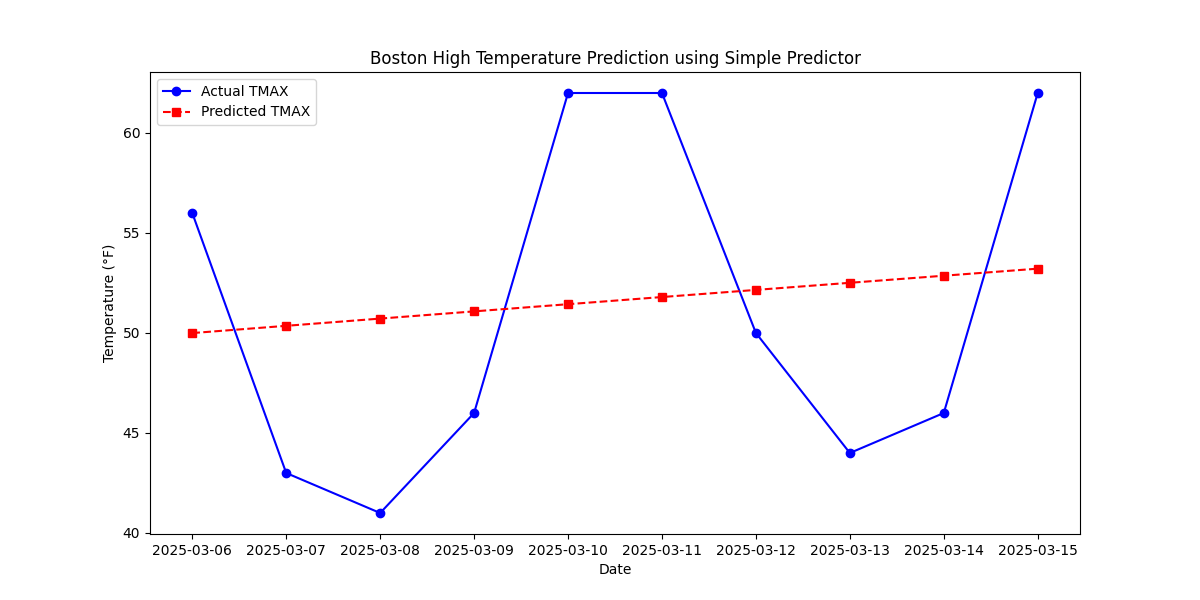 Boston High Temperature Prediction using Simple Predictor
Actual TMAX
Predicted TMAX
Temperature (°F)
60
55
50
45
40
2025-03-06 2025-03-07 2025-03-08 2025-03-09 2025-03-10 2025-03-11 2025-03-12 2025-03-13 2025-03-14 2025-03-15
Date